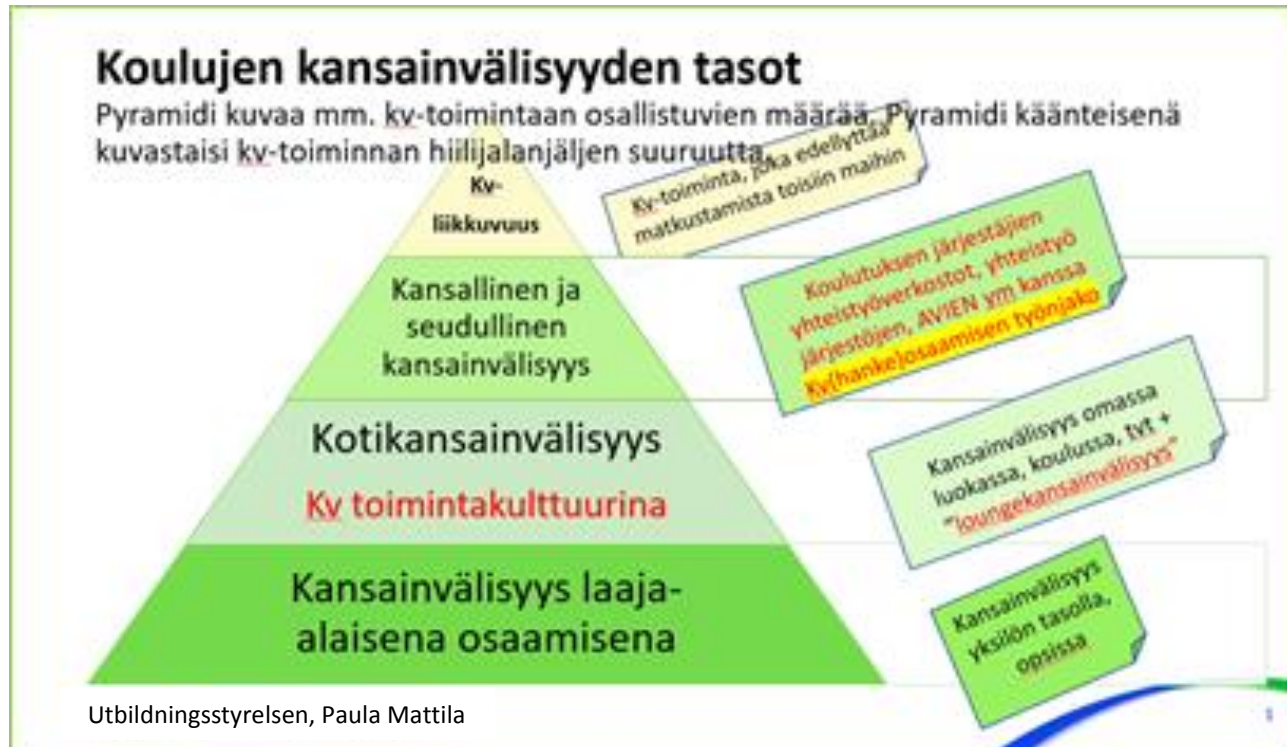 Koulujen kansainvälisyyden tasot
Pyramidi kuvaa mm. kv-toimintaan osallistuvien määrää. Pyramidi käänteisenä
kuvastaisi kv-toiminnan hiilijalanjäljen suuruutta.
Kv-
liikkuvuus
Kv-toiminta, joka edellyttää
matkustamista toisiin maihin
Kansallinen ja
seudullinen
kansainvälisyys
Koulutuksen järjestäjien
yhteistyöverkostot, yhteistyö
järjestöjen, AVIEN ym kanssa
Kv(hanke)osaamisen työnjako
Kotikansainvälisyys
Kv toimintakulttuurina
Kansainvälisyys omassa
luokassa, koulussa, tvt +
"loungekansainvälisyys"
Kansainvälisyys laaja-
alaisena osaamisena
Kansainvälisyys
yksilön tasolla,
opsissa
Utbildningsstyrelsen, Paula Mattila
1